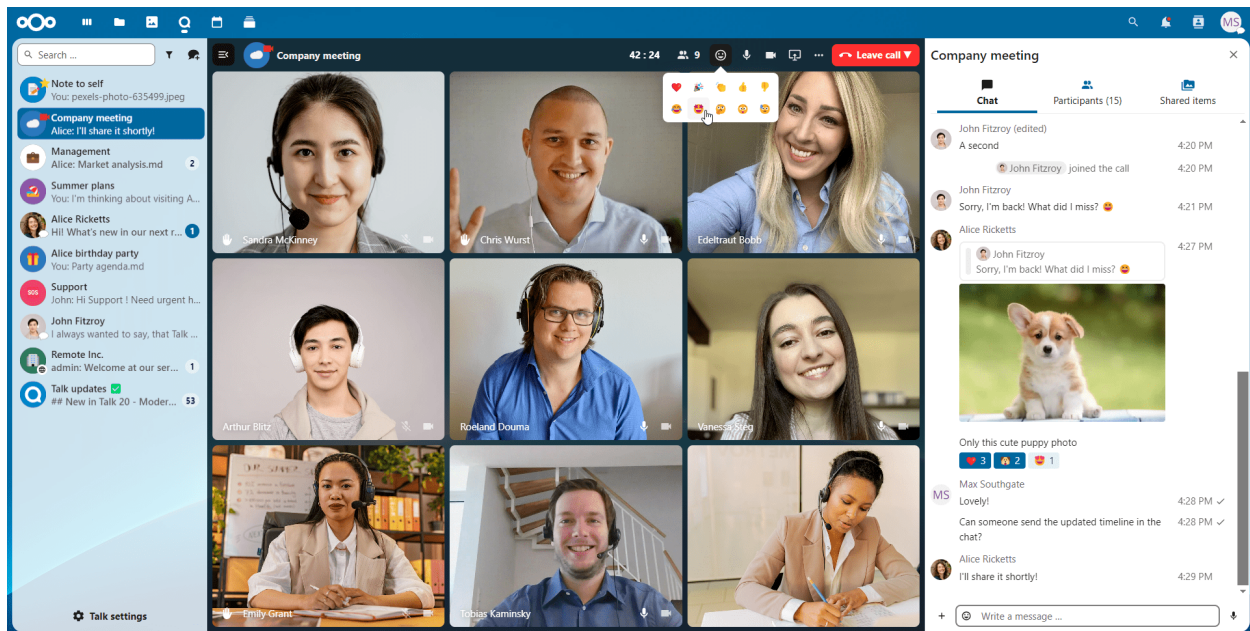 MS
Search ...
Note to self
You: pexels-photo-635499.jpeg
Company meeting
Alice: I'll share it shortly!
Management
Alice: Market analysis.md 2
Summer plans
You: I'm thinking about visiting A...
Alice Ricketts
Hi! What's new in our next r... 1
Alice birthday party
You: Party agenda.md
SOS
Support
John: Hi Support ! Need urgent h...
John Fitzroy
I always wanted to say, that Talk ...
Remote Inc.
admin: Welcome at our ser... 1
Talk updates ✅
## New in Talk 20 - Moder... 53
Talk settings
Company meeting
42 : 24
9
Leave call
Sandra McKinney
Chris Wurst
Edeltraut Bobb
Arthur Blitz
Roeland Douma
Vanessa Steg
Emily Grant
Tobias Kaminsky
Company meeting
Chat
Participants (15)
Shared items
John Fitzroy (edited)
A second 4:20 PM
John Fitzroy joined the call 4:20 PM
John Fitzroy
Sorry, I'm back! What did I miss? 😄 4:21 PM
Alice Ricketts
4:27 PM
John Fitzroy
Sorry, I'm back! What did I miss? 😄
Only this cute puppy photo
3 2 1
Max Southgate
MS
Lovely! 4:28 PM
Can someone send the updated timeline in the 4:28 PM
chat?
Alice Ricketts
I'll share it shortly! 4:29 PM
Write a message ...